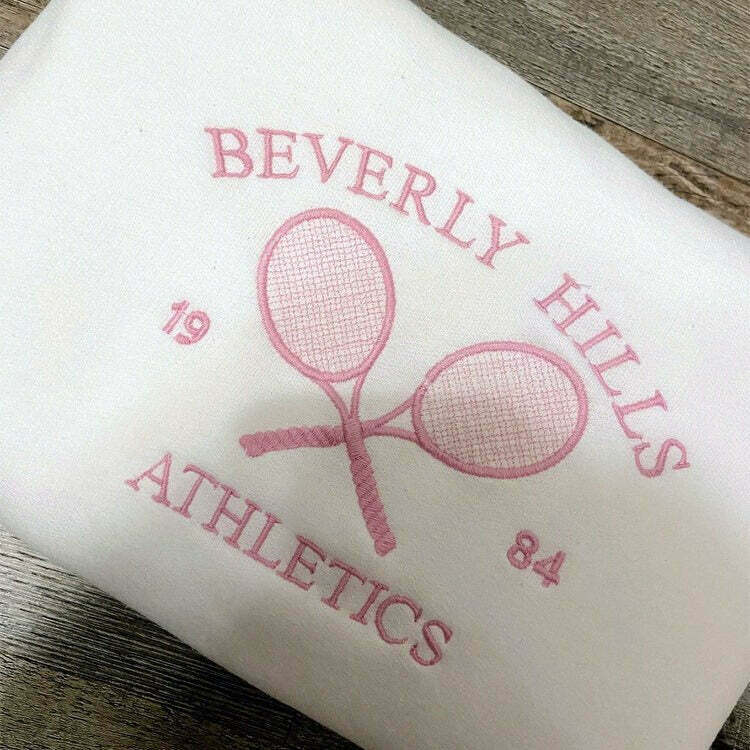 BEVERLY HILLS
19
84
ATHLETICS